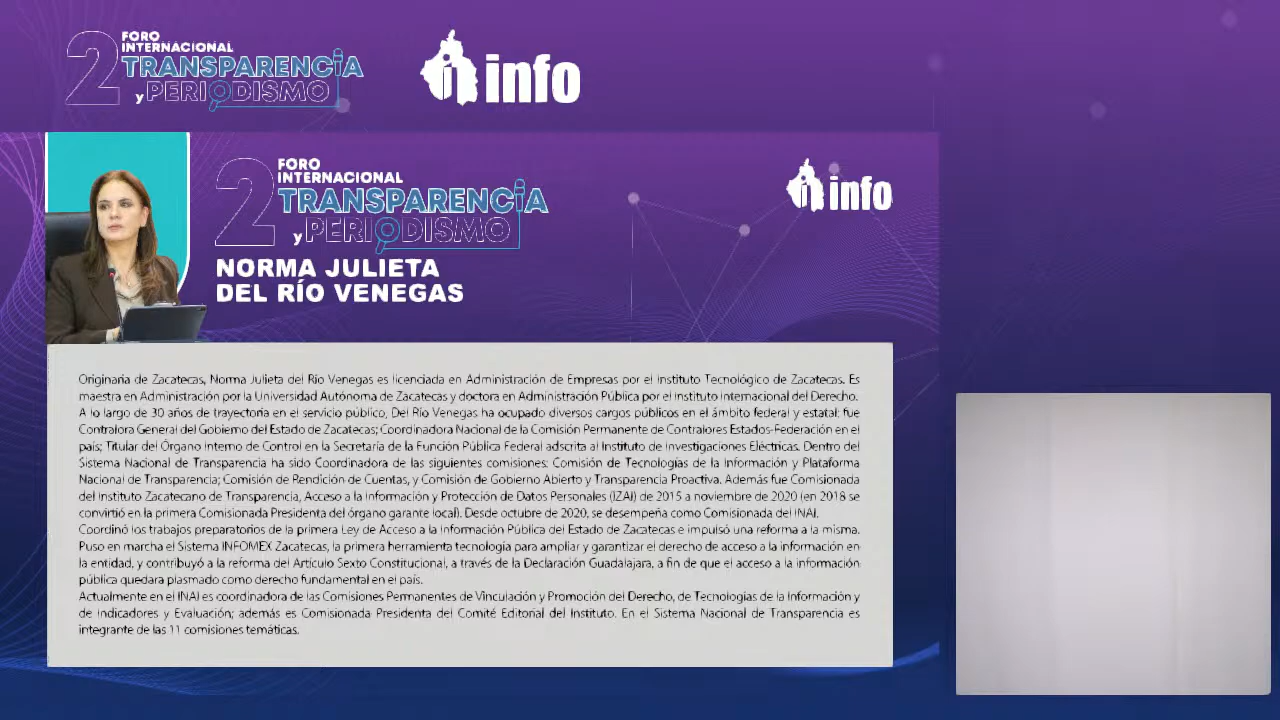 2 FORO
INTERNACIONAL
TRANSPARENCIA
y PERIODISMO
info
2 FORO
INTERNACIONAL
TRANSPARENCIA
y PERIODISMO
info
NORMA JULIETA
DEL RÍO VENEGAS
Originaria de Zacatecas, Norma Julieta del Río Venegas es licenciada en Administración de Empresas por el Instituto Tecnológico de Zacatecas. Es
maestra en Administración por la Universidad Autónoma de Zacatecas y doctora en Administración Pública por el Instituto Internacional del Derecho.
A lo largo de 30 años de trayectoria en el servicio público, Del Río Venegas ha ocupado diversos cargos públicos en el ámbito federal y estatal: fue
Contralora General del Gobierno del Estado de Zacatecas; Coordinadora Nacional de la Comisión Permanente de Contralores Estados-Federación en el
país; Titular del Órgano Interno de Control en la Secretaría de la Función Pública Federal adscrita al Instituto de Investigaciones Eléctricas. Dentro del
Sistema Nacional de Transparencia ha sido Coordinadora de las siguientes comisiones: Comisión de Tecnologías de la Información y Plataforma
Nacional de Transparencia; Comisión de Rendición de Cuentas, y Comisión de Gobierno Abierto y Transparencia Proactiva. Además fue Comisionada
del Instituto Zacatecano de Transparencia, Acceso a la Información y Protección de Datos Personales (IZAI) de 2015 a noviembre de 2020 (en 2018 se
convirtió en la primera Comisionada Presidenta del órgano garante local). Desde octubre de 2020, se desempeña como Comisionada del INAI.
Coordinó los trabajos preparatorios de la primera Ley de Acceso a la Información Pública del Estado de Zacatecas e impulsó una reforma a la misma.
Puso en marcha el Sistema INFOMEX Zacatecas, la primera herramienta tecnología para ampliar y garantizar el derecho de acceso a la información en
la entidad, y contribuyó a la reforma del Artículo Sexto Constitucional, a través de la Declaración Guadalajara, a fin de que el acceso a la información
pública quedara plasmado como derecho fundamental en el país.
Actualmente en el INAI es coordinadora de las Comisiones Permanentes de Vinculación y Promoción del Derecho, de Tecnologías de la Información y
de Indicadores y Evaluación; además es Comisionada Presidenta del Comité Editorial del Instituto. En el Sistema Nacional de Transparencia es
integrante de las 11 comisiones temáticas.